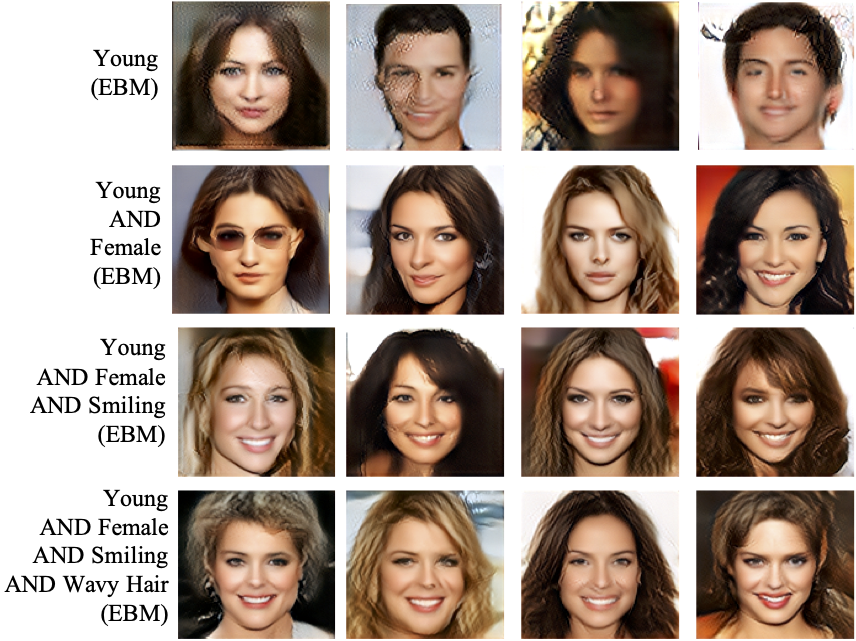 Young
(EBM)
Young
AND
Female
(EBM)
Young
AND Female
AND Smiling
(EBM)
Young
AND Female
AND Smiling
AND Wavy Hair
(EBM)